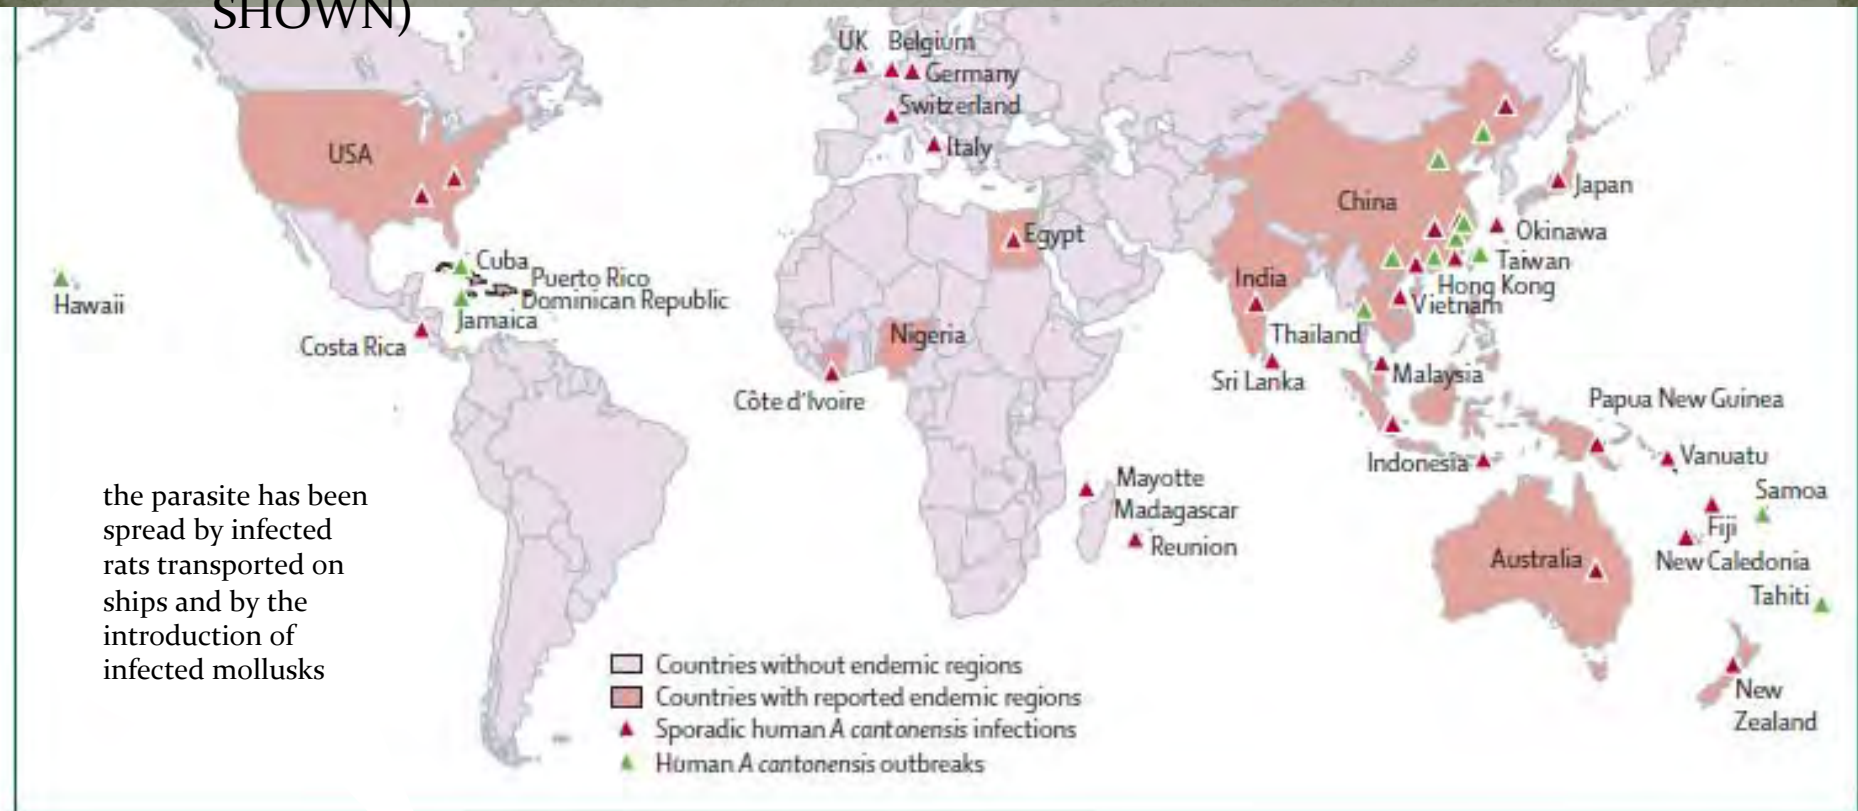 SHOWN)
UK Belgium
Germany
Switzerland
Italy
USA
China
Japan
Egypt
Okinawa
Cuba
Puerto Rico
Taiwan
India
Hong Kong
Hawaii
Dominican Republic
Vietnam
Jamaica
Nigeria
Thailand
Costa Rica
Sri Lanka
Malaysia
Côte d'Ivoire
Papua New Guinea
Indonesia
Vanuatu
Mayotte
Samoa
Madagascar
Fiji
Reunion
Australia
New Caledonia
Tahiti
the parasite has been
spread by infected
rats transported on
ships and by the
introduction of
infected mollusks
Countries without endemic regions
Countries with reported endemic regions
Sporadic human A cantonensis infections
Human A cantonensis outbreaks
New
Zealand